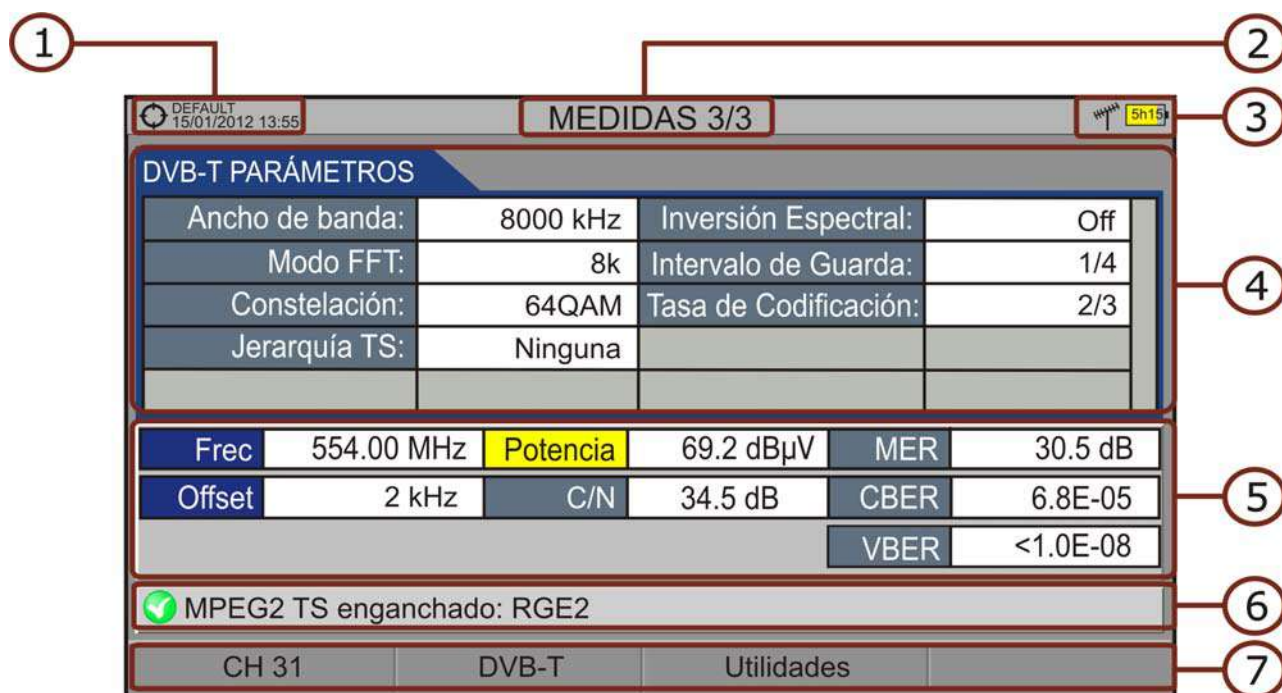 1
2
3
DEFAULT
15/01/2012 13:55
MEDIDAS 3/3
5h15
DVB-T PARÁMETROS
Ancho de banda: 8000 kHz Inversión Espectral: Off
Modo FFT: 8k Intervalo de Guarda: 1/4
Constelación: 64QAM Tasa de Codificación: 2/3
Jerarquía TS: Ninguna
4
Frec 554.00 MHz Potencia 69.2 dBµV MER 30.5 dB
Offset 2 kHz C/N 34.5 dB CBER 6.8E-05
VBER <1.0E-08
5
MPEG2 TS enganchado: RGE2
6
CH 31 DVB-T Utilidades
7